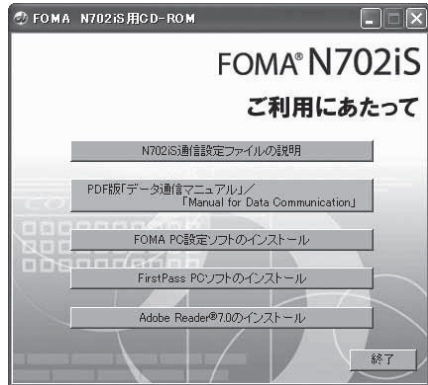 FOMA N702iS用CD-ROM
FOMA® N702iS
ご利用にあたって
N702iS通信設定ファイルの説明
PDF版「データ通信マニュアル」／
「Manual for Data Communication」
FOMA PC設定ソフトのインストール
FirstPass PCソフトのインストール
Adobe Reader®7.0のインストール
終了